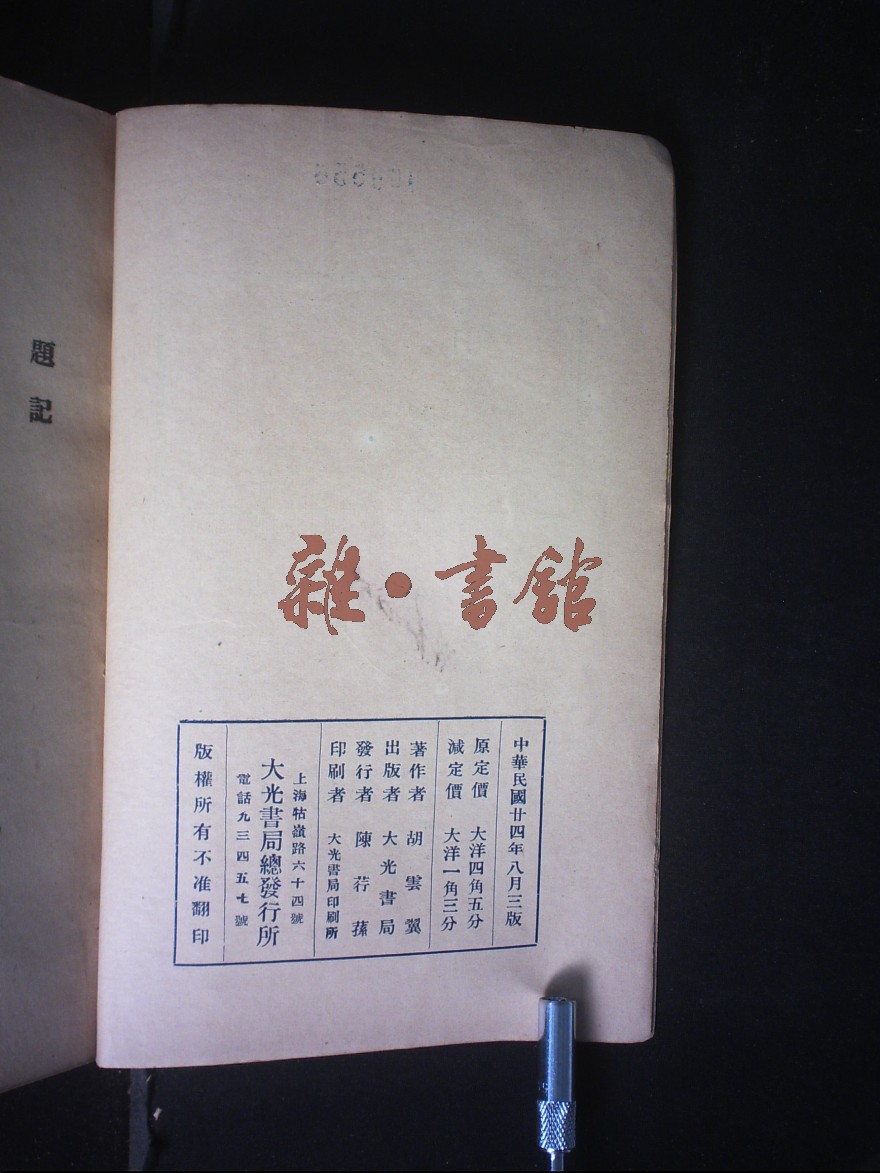 中華民國廿四年八月三版
原定價 大洋四角五分
減定價 大洋一角三分
著作者 胡雲翼
出版者 大光書局
發行者 陳荇蓀
印刷者 大光書局印刷所
上海牯嶺路六十四號
大光書局總發行所
電話九三四五七號
版權所有不准翻印
題記
雜·書館